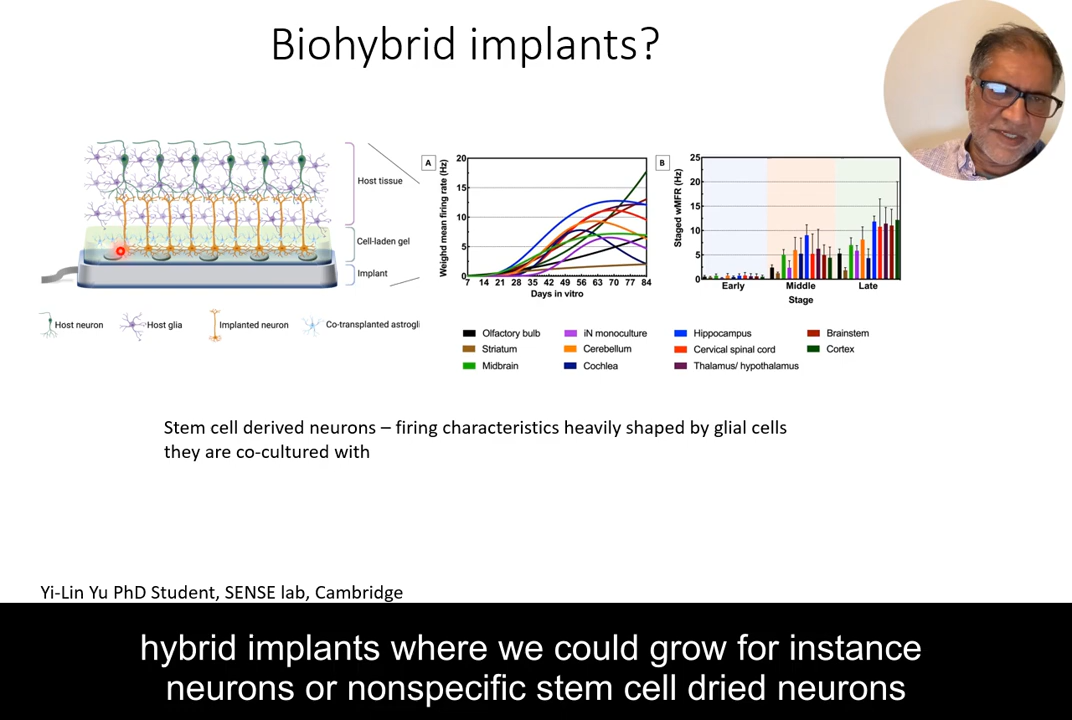 Biohybrid implants?
Host tissue
Cell-laden gel
Implant
Host neuron
Host glia
Implanted neuron
Co-transplanted astrogli
A
Weighd mean firing rate (Hz)
20
15
10
5
0
7 14 21 28 35 42 49 56 63 70 77 84
Days in vitro
B
Staged wMFR (Hz)
25
20
15
10
5
0
Early Middle Late
Stage
Olfactory bulb iN monoculture Hippocampus Brainstem
Striatum Cerebellum Cervical spinal cord Cortex
Midbrain Cochlea Thalamus/ hypothalamus
Stem cell derived neurons – firing characteristics heavily shaped by glial cells
they are co-cultured with
Yi-Lin Yu PhD Student, SENSE lab, Cambridge
hybrid implants where we could grow for instance
neurons or nonspecific stem cell dried neurons